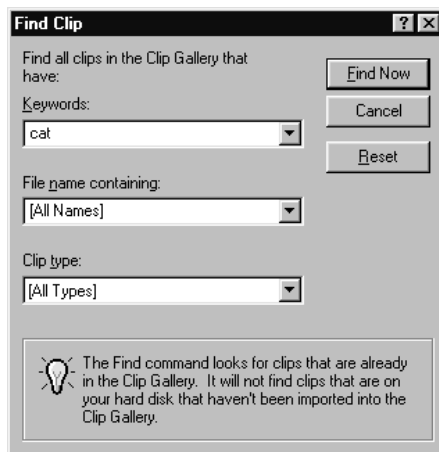 Find Clip
Find all clips in the Clip Gallery that
have:
Find Now
Keywords:
Cancel
cat
Reset
File name containing:
[All Names]
Clip type:
[All Types]
The Find command looks for clips that are already
in the Clip Gallery. It will not find clips that are on
your hard disk that haven't been imported into the
Clip Gallery.